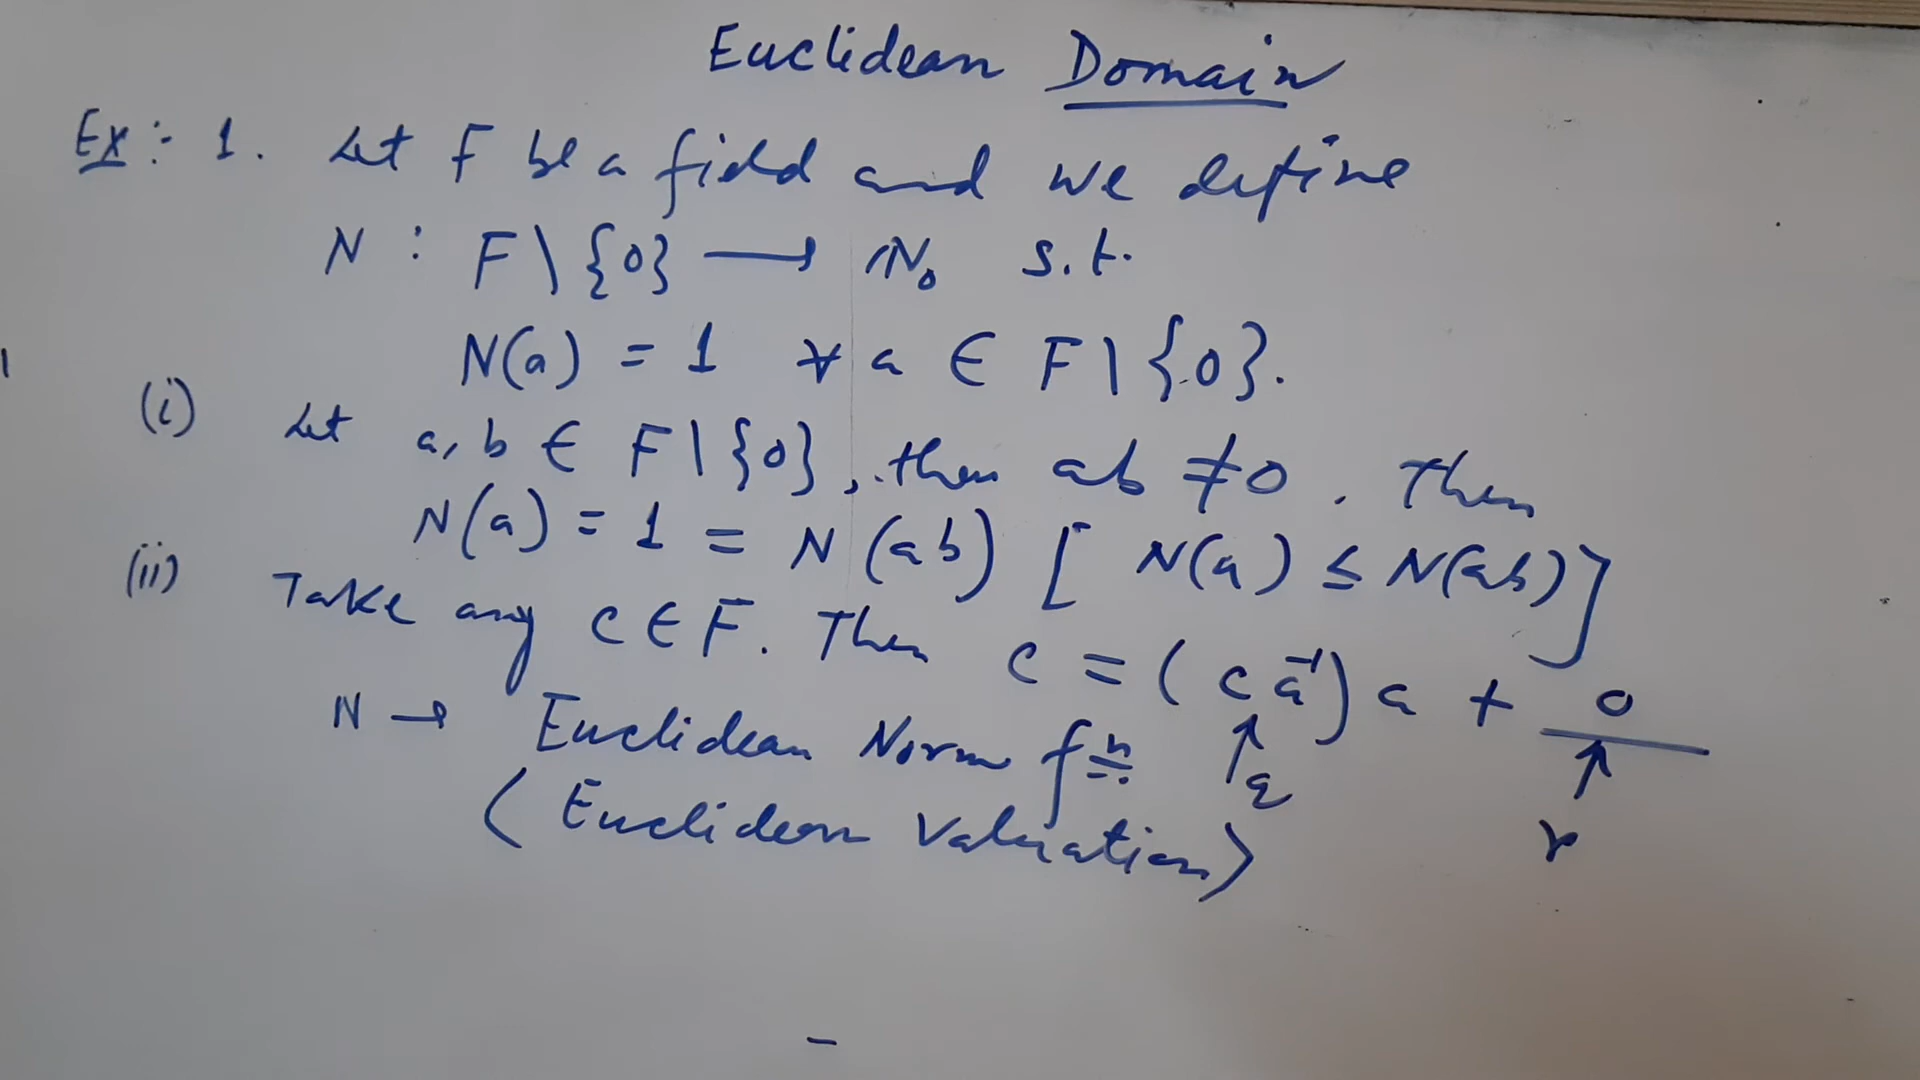 Euclidean Domain
Ex :- 1. Let F be a field and we define
N : F \ {0} → ℕ₀ s.t.
N(a) = 1 ∀ a ∈ F \ {0}.
(i) Let a, b ∈ F \ {0}, then ab ≠ 0. Then
N(a) = 1 = N(ab) [ N(a) ≤ N(ab) ]
(ii) Take any c ∈ F. Then c = (c a⁻¹) a + 0
↑ q ↑ r
N → Euclidean Norm fⁿ.
(Euclidean Valuation)